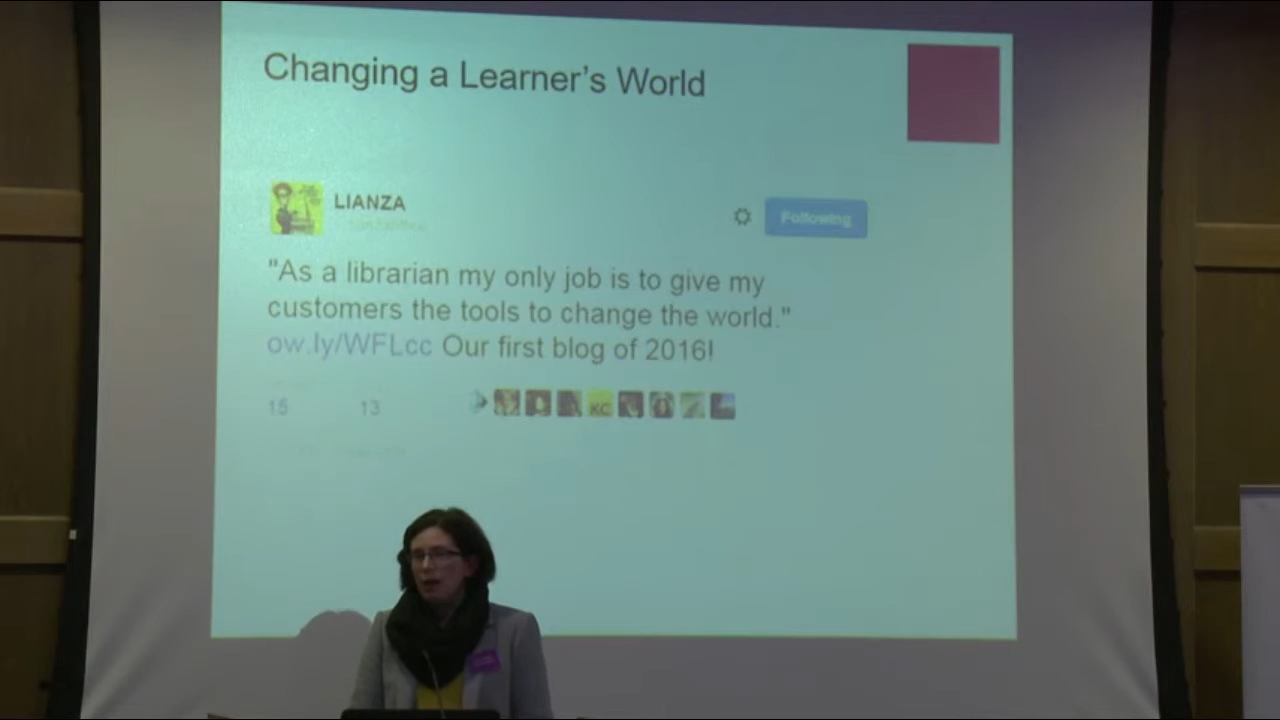 Changing a Learner's World
LIANZA
Following
"As a librarian my only job is to give my
customers the tools to change the world."
ow.ly/WFLcc Our first blog of 2016!
15 13
KC